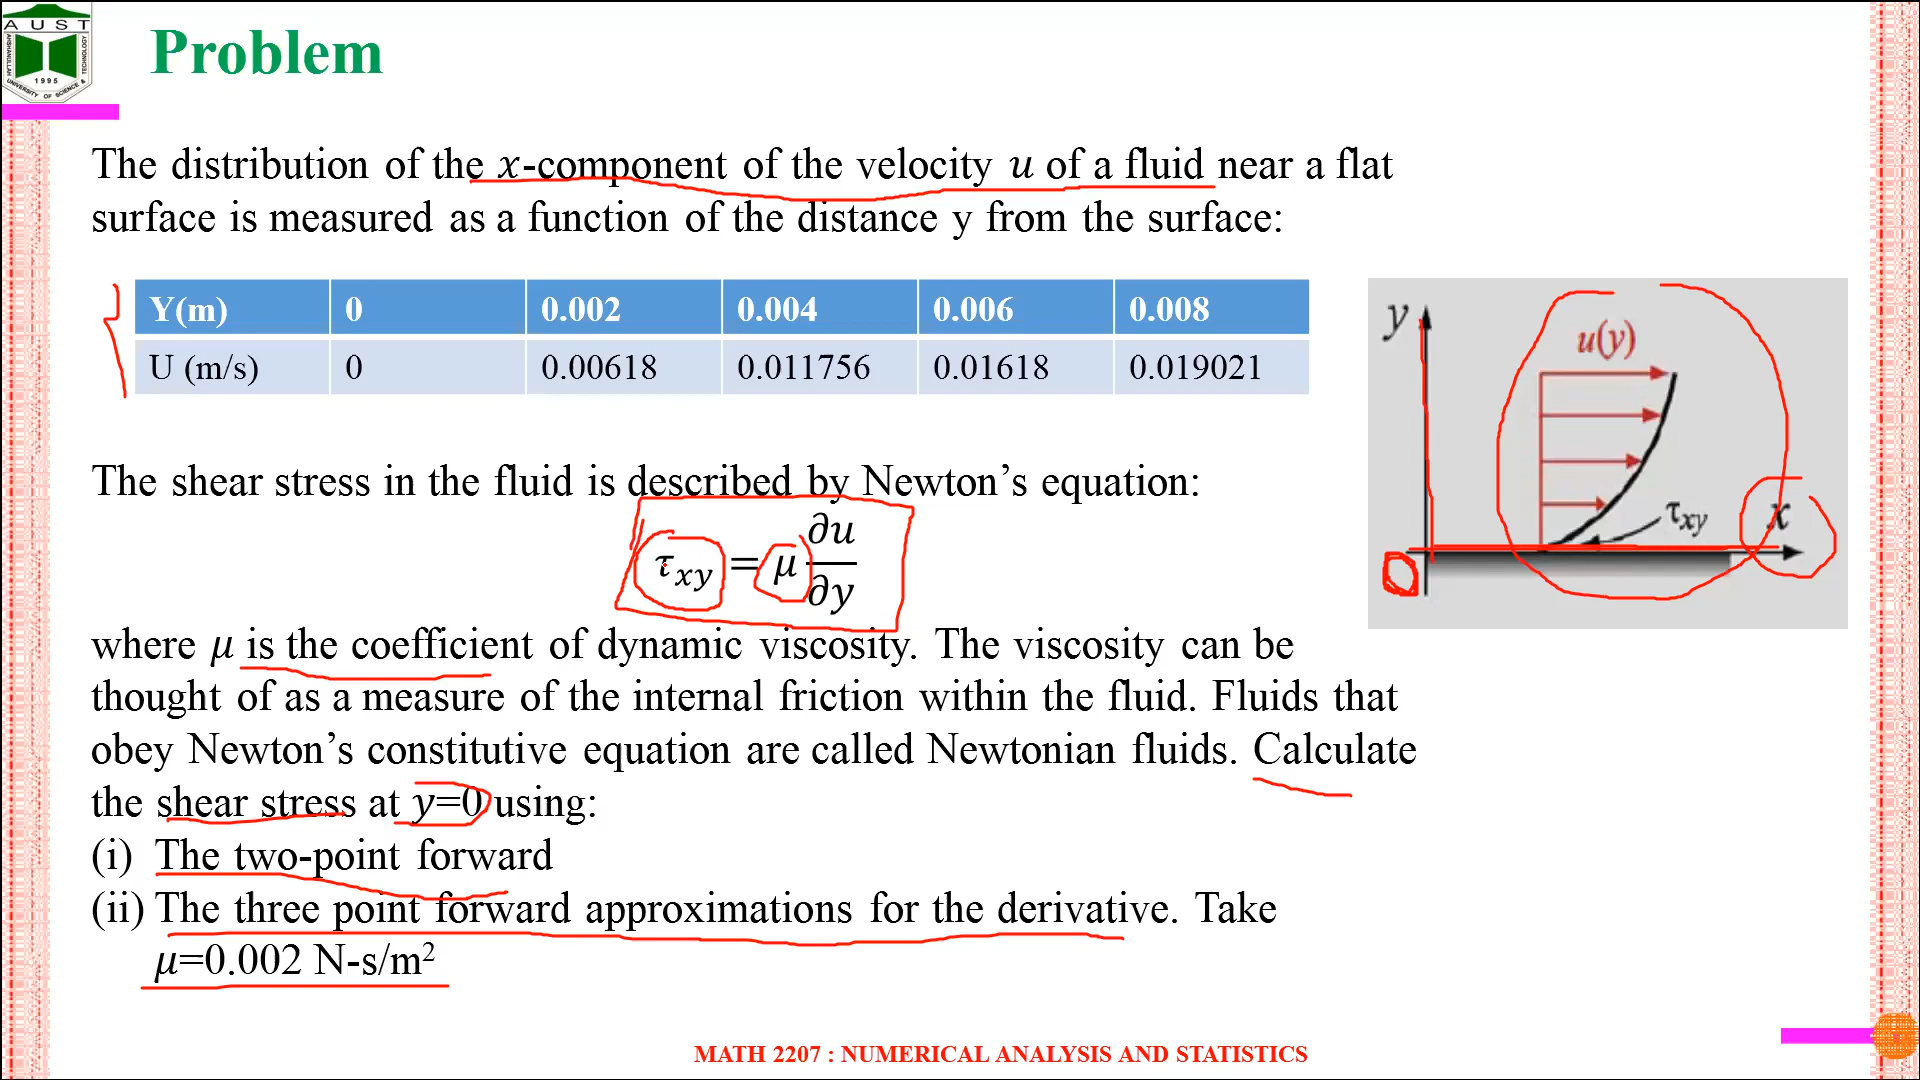 A U S T
AHSANULLAH UNIVERSITY OF SCIENCE & TECHNOLOGY
1995
Problem
The distribution of the x-component of the velocity u of a fluid near a flat
surface is measured as a function of the distance y from the surface:
Y(m) 0 0.002 0.004 0.006 0.008
U (m/s) 0 0.00618 0.011756 0.01618 0.019021
y
u(y)
τxy
x
The shear stress in the fluid is described by Newton’s equation:
τxy = μ ∂u/∂y
where μ is the coefficient of dynamic viscosity. The viscosity can be
thought of as a measure of the internal friction within the fluid. Fluids that
obey Newton’s constitutive equation are called Newtonian fluids. Calculate
the shear stress at y=0 using:
(i) The two-point forward
(ii) The three point forward approximations for the derivative. Take
μ=0.002 N-s/m²
MATH 2207 : NUMERICAL ANALYSIS AND STATISTICS